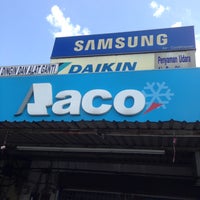 SAMSUNG
DINGIN DAN ALAT GANTI
DAIKIN
Penyaman Udara
Aaco